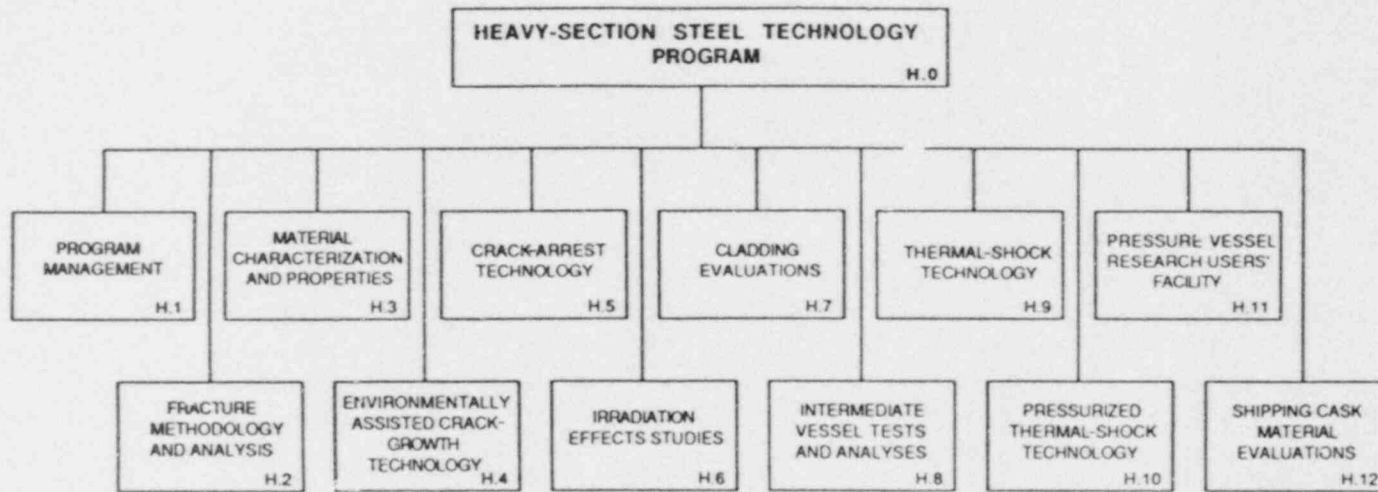 HEAVY-SECTION STEEL TECHNOLOGY
PROGRAM
H.0
PROGRAM
MANAGEMENT
H.1
MATERIAL
CHARACTERIZATION
AND PROPERTIES
H.3
CRACK-ARREST
TECHNOLOGY
H.5
CLADDING
EVALUATIONS
H.7
THERMAL-SHOCK
TECHNOLOGY
H.9
PRESSURE VESSEL
RESEARCH USERS'
FACILITY
H.11
FRACTURE
METHODOLOGY
AND ANALYSIS
H.2
ENVIRONMENTALLY
ASSISTED CRACK-
GROWTH
TECHNOLOGY
H.4
IRRADIATION
EFFECTS STUDIES
H.6
INTERMEDIATE
VESSEL TESTS
AND ANALYSES
H.8
PRESSURIZED
THERMAL-SHOCK
TECHNOLOGY
H.10
SHIPPING CASK
MATERIAL
EVALUATIONS
H.12